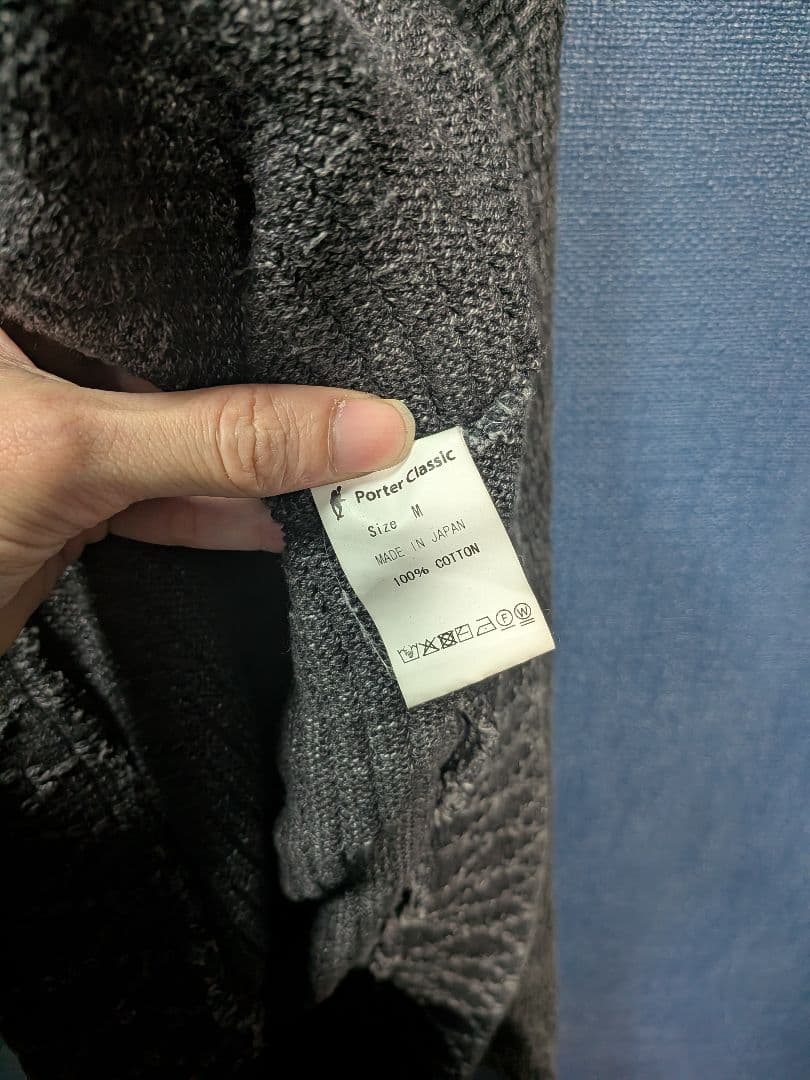 Porter Classic
Size M
MADE IN JAPAN
100% COTTON
F W